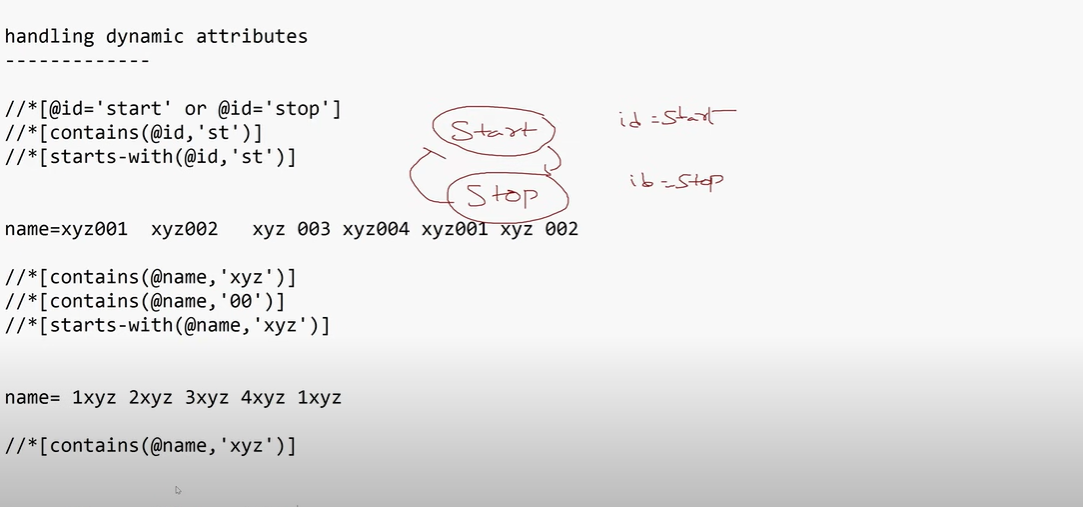 handling dynamic attributes
-------------
//*[@id='start' or @id='stop']
//*[contains(@id,'st')]
//*[starts-with(@id,'st')]
Start
id=Start
Stop
ib=Stop
name=xyz001 xyz002 xyz 003 xyz004 xyz001 xyz 002
//*[contains(@name,'xyz')]
//*[contains(@name,'00')]
//*[starts-with(@name,'xyz')]
name= 1xyz 2xyz 3xyz 4xyz 1xyz
//*[contains(@name,'xyz')]